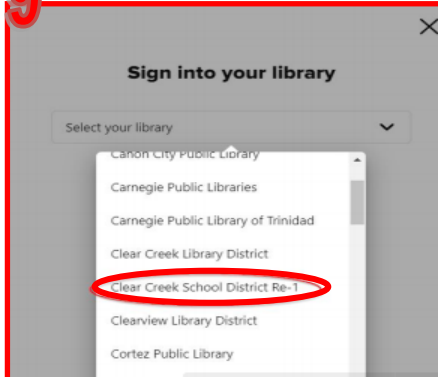 9
Sign into your library
Select your library
Canon City Public Library
Carnegie Public Libraries
Carnegie Public Library of Trinidad
Clear Creek Library District
Clear Creek School District Re-1
Clearview Library District
Cortez Public Library